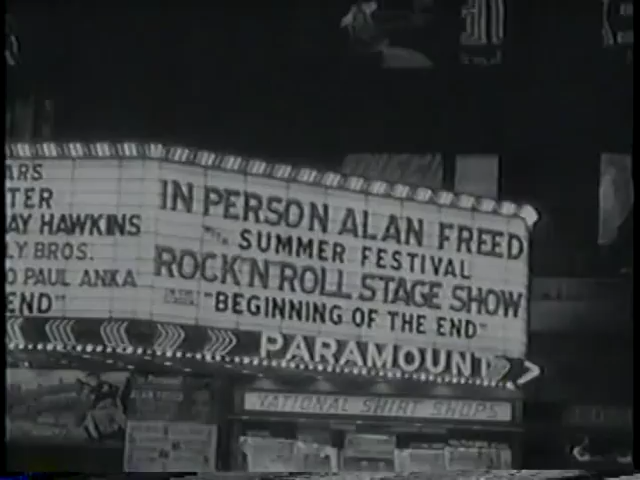 ARS
TER
AY HAWKINS
LY BROS.
O PAUL ANKA
END"
IN PERSON ALAN FREED
SUMMER FESTIVAL
ROCK'N'ROLL STAGE SHOW
"BEGINNING OF THE END"
PARAMOUNT
NATIONAL SHIRT SHOPS